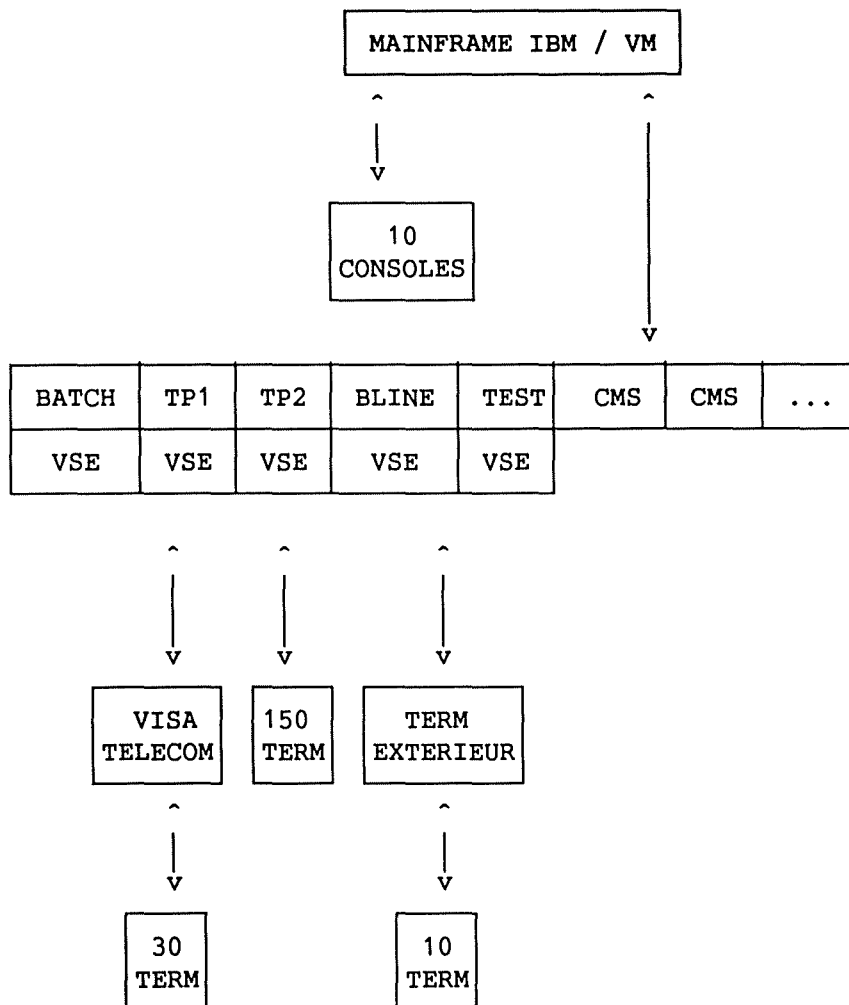 MAINFRAME IBM / VM
10
CONSOLES
BATCH TP1 TP2 BLINE TEST CMS CMS ...
VSE VSE VSE VSE VSE
VISA
TELECOM
150
TERM
TERM
EXTERIEUR
30
TERM
10
TERM